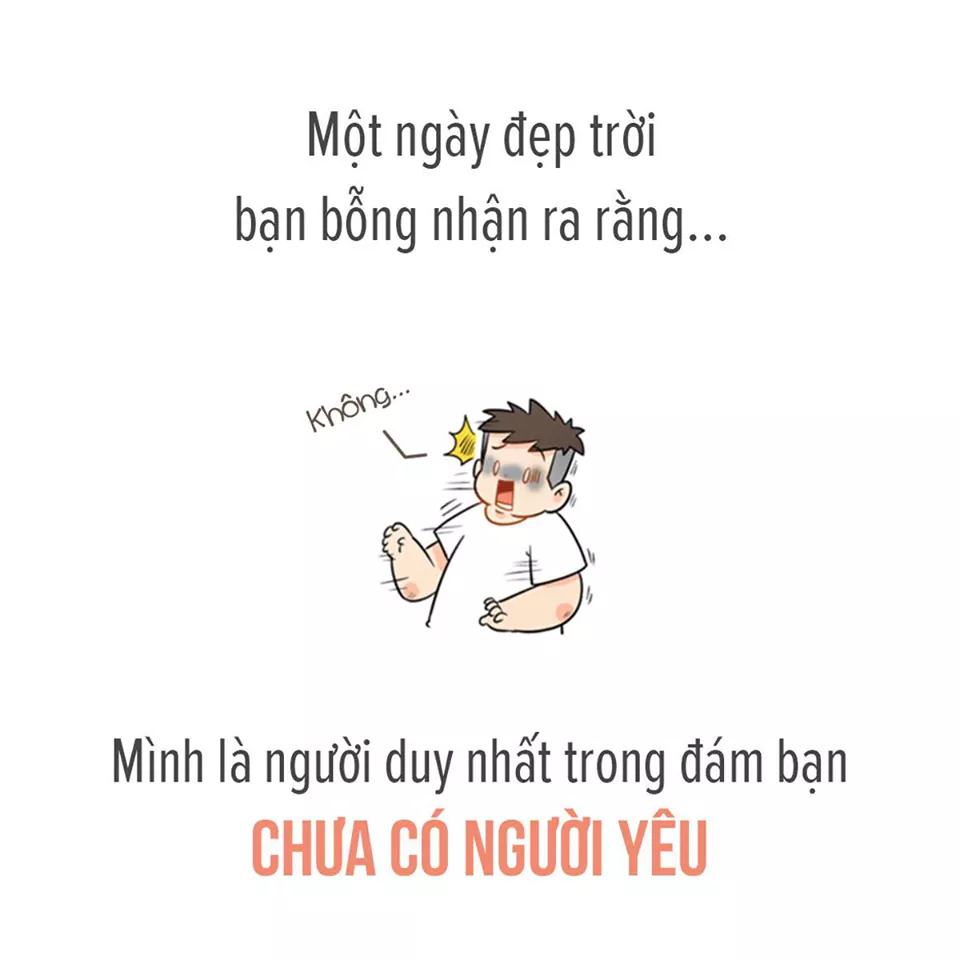 Một ngày đẹp trời
bạn bỗng nhận ra rằng...
Không...
Mình là người duy nhất trong đám bạn
CHƯA CÓ NGƯỜI YÊU